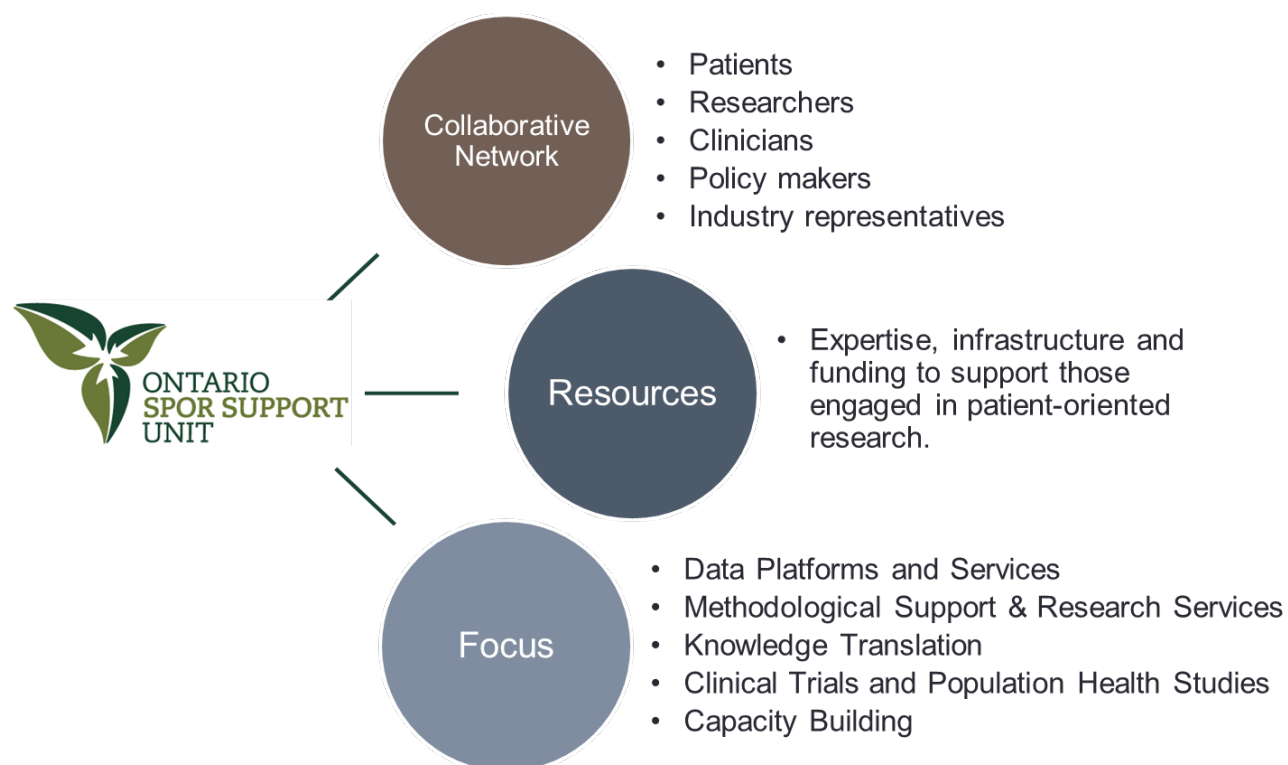 Collaborative
Network
• Patients
• Researchers
• Clinicians
• Policy makers
• Industry representatives
ONTARIO
SPOR SUPPORT
UNIT
Resources
• Expertise, infrastructure and
funding to support those
engaged in patient-oriented
research.
Focus
• Data Platforms and Services
• Methodological Support & Research Services
• Knowledge Translation
• Clinical Trials and Population Health Studies
• Capacity Building